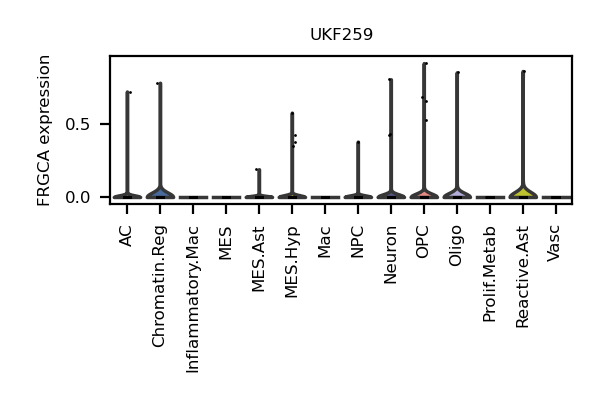 UKF259
FRGCA expression
0.5
0.0
AC
Chromatin.Reg
Inflammatory.Mac
MES
MES.Ast
MES.Hyp
Mac
NPC
Neuron
OPC
Oligo
Prolif.Metab
Reactive.Ast
Vasc